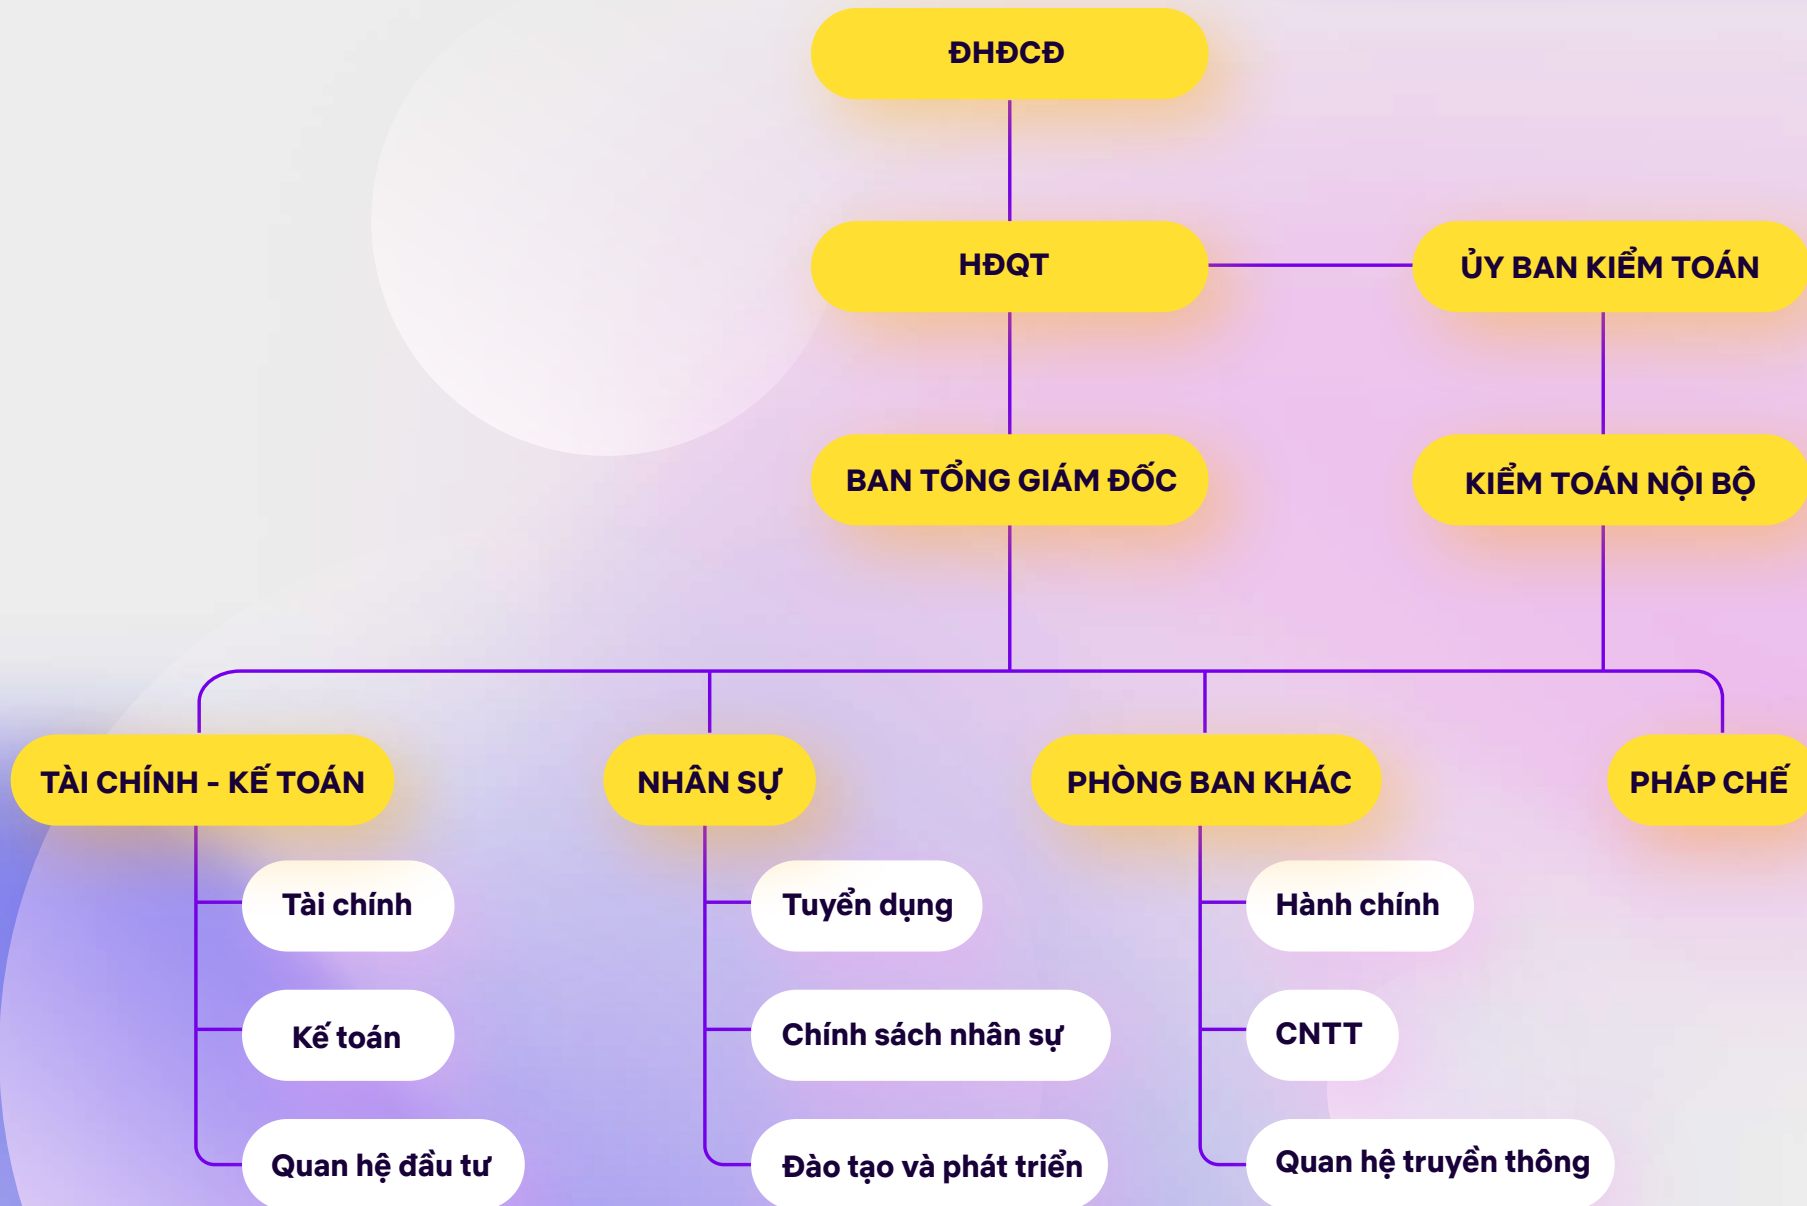 ĐHĐCĐ
HĐQT
ỦY BAN KIỂM TOÁN
BAN TỔNG GIÁM ĐỐC
KIỂM TOÁN NỘI BỘ
TÀI CHÍNH - KẾ TOÁN
NHÂN SỰ
PHÒNG BAN KHÁC
PHÁP CHẾ
Tài chính
Tuyển dụng
Hành chính
Kế toán
Chính sách nhân sự
CNTT
Quan hệ đầu tư
Đào tạo và phát triển
Quan hệ truyền thông